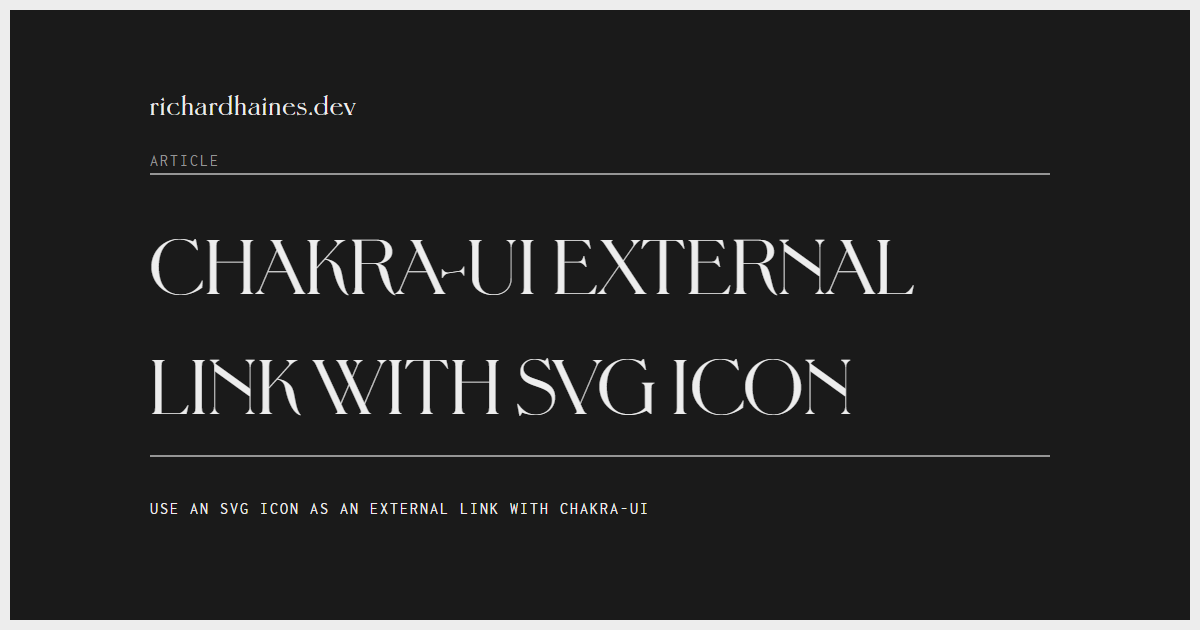 richardhaines.dev
ARTICLE
CHAKRA-UI EXTERNAL
LINK WITH SVG ICON
USE AN SVG ICON AS AN EXTERNAL LINK WITH CHAKRA-UI